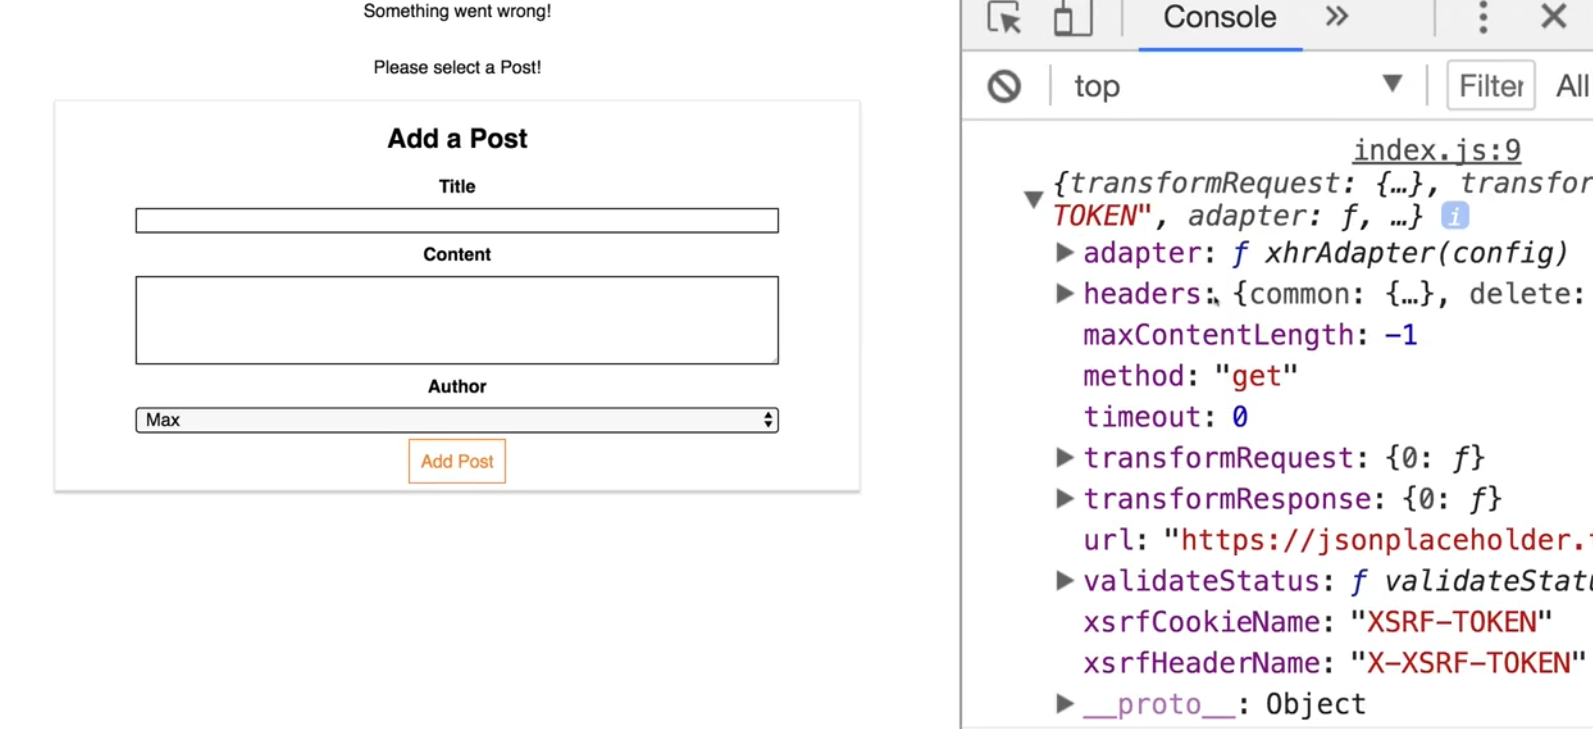 Something went wrong!
Please select a Post!
Add a Post
Title
Content
Author
Max
Add Post
Console
top
Filter
All
index.js:9
{transformRequest: {…}, transfor
TOKEN", adapter: ƒ, …} i
adapter: ƒ xhrAdapter(config)
headers: {common: {…}, delete:
maxContentLength: -1
method: "get"
timeout: 0
transformRequest: {0: ƒ}
transformResponse: {0: ƒ}
url: "https://jsonplaceholder.
validateStatus: ƒ validateStatu
xsrfCookieName: "XSRF-TOKEN"
xsrfHeaderName: "X-XSRF-TOKEN"
__proto__: Object